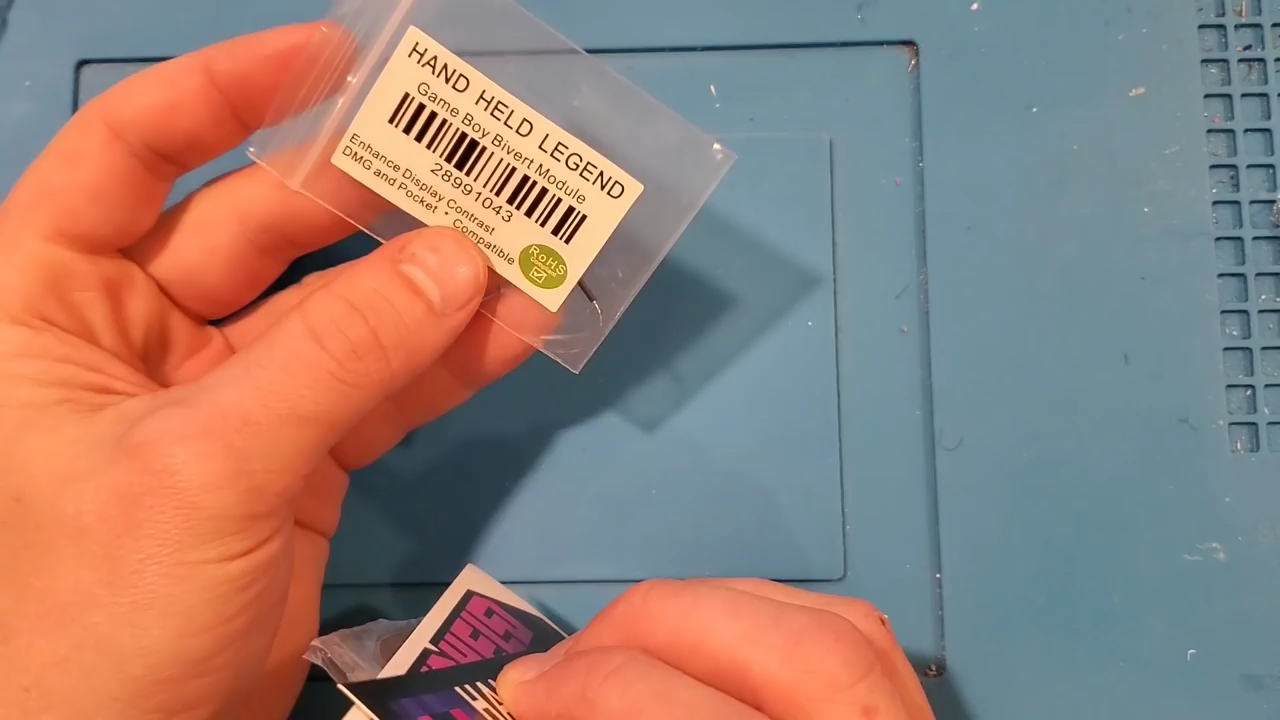 HAND HELD LEGEND
Game Boy Bivert Module
28991043
Enhance Display Contrast
DMG and Pocket • Compatible
RoHS